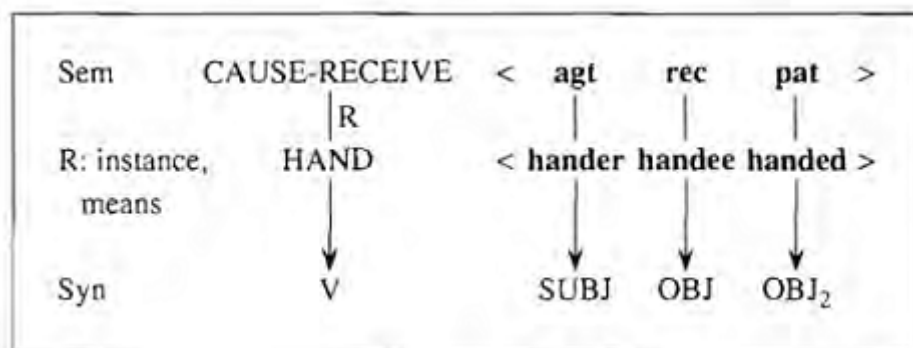 Sem CAUSE-RECEIVE < agt rec pat >
R
R: instance, HAND < hander handee handed >
means
Syn V SUBJ OBJ OBJ₂